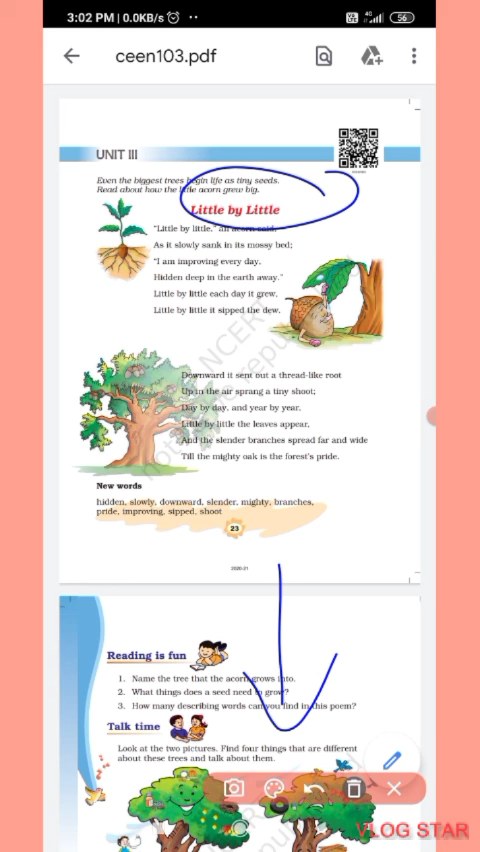 3:02 PM | 0.0KB/s
4G
56
ceen103.pdf
UNIT III
Even the biggest trees begin life as tiny seeds.
Read about how the little acorn grew big.
Little by Little
"Little by little," an acorn said,
As it slowly sank in its mossy bed;
"I am improving every day,
Hidden deep in the earth away."
Little by little each day it grew,
Little by little it sipped the dew.
Downward it sent out a thread-like root
Up in the air sprang a tiny shoot;
Day by day, and year by year,
Little by little the leaves appear,
And the slender branches spread far and wide
Till the mighty oak is the forest's pride.
New words
hidden, slowly, downward, slender, mighty, branches,
pride, improving, sipped, shoot
23
2020-21
Reading is fun
1. Name the tree that the acorn grows into.
2. What things does a seed need to grow?
3. How many describing words can you find in this poem?
Talk time
Look at the two pictures. Find four things that are different
about these trees and talk about them.
VLOG STAR